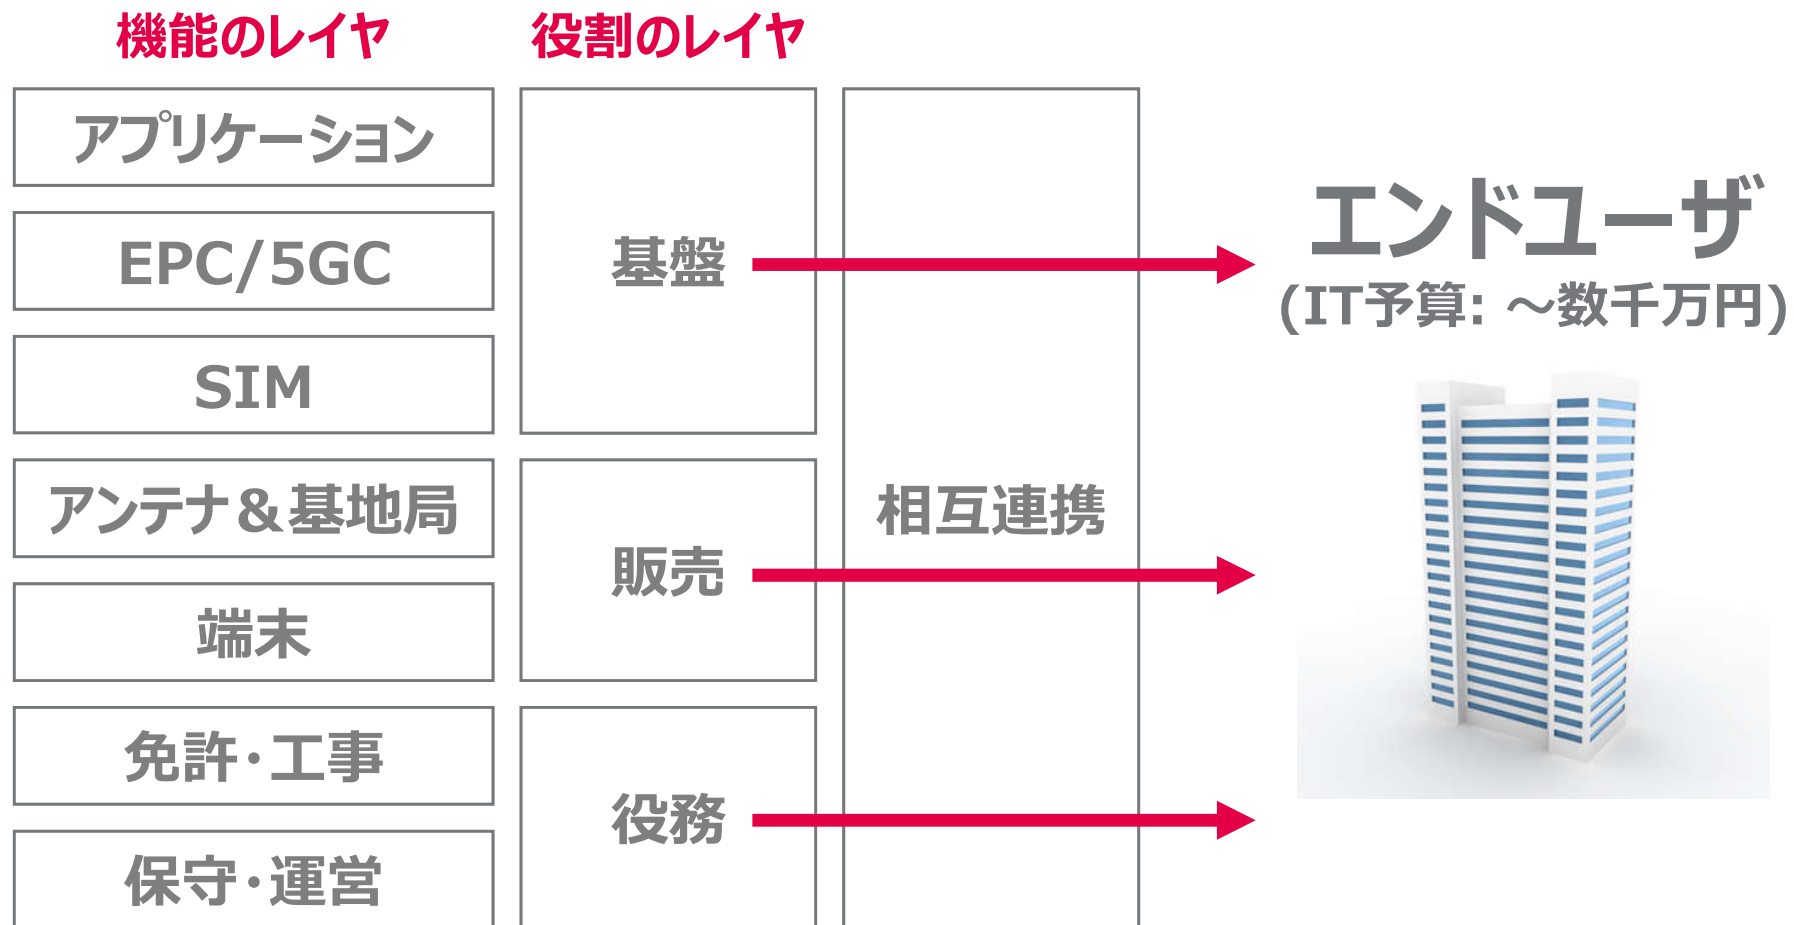 機能のレイヤ
役割のレイヤ
アプリケーション
EPC/5GC
SIM
アンテナ&基地局
端末
免許・工事
保守・運営
基盤
販売
役務
相互連携
エンドユーザ
(IT予算: ～数千万円)